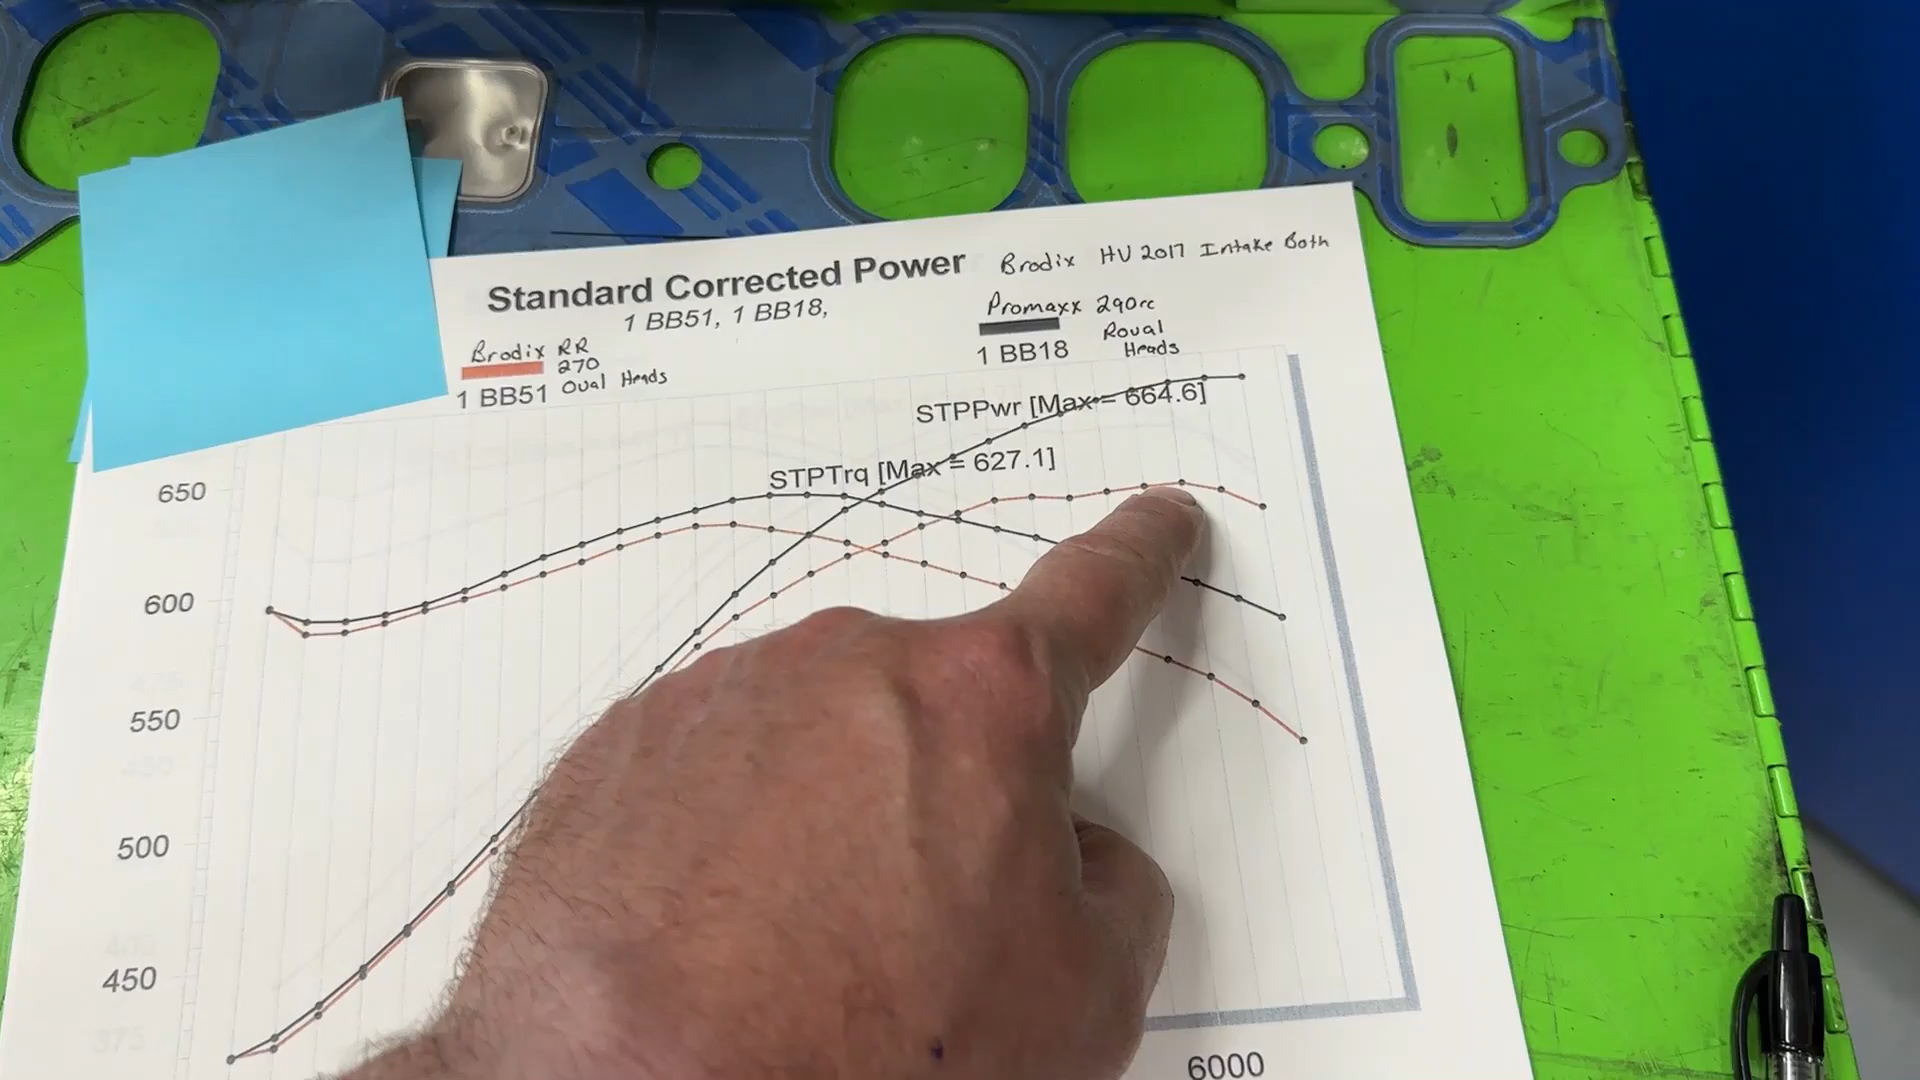 Standard Corrected Power
Brodix HV 2017 Intake Both
1 BB51, 1 BB18,
Brodix RR
270
Oval Heads
1 BB51
Promaxx 290cc
Roval
Heads
1 BB18
STPPwr [Max = 664.6]
STPTrq [Max = 627.1]
650
600
550
500
450
6000